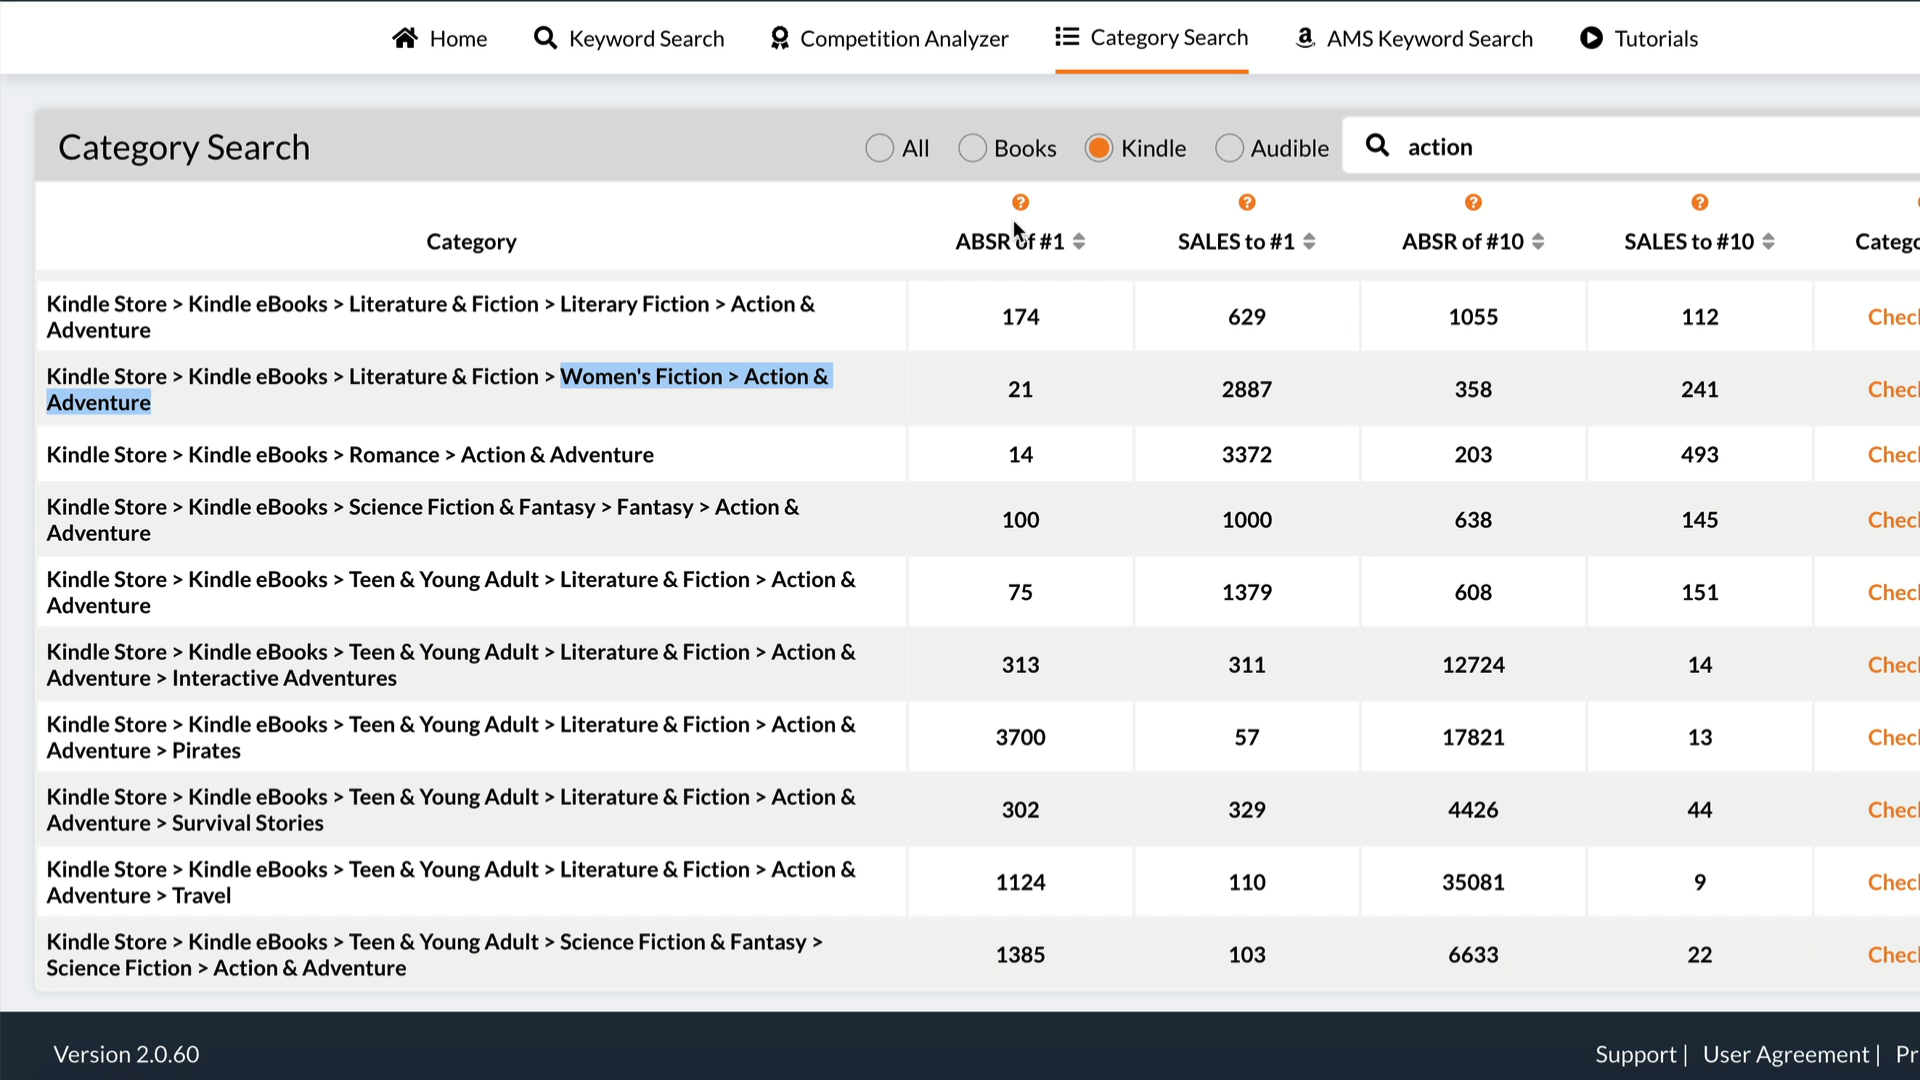 Home Keyword Search Competition Analyzer Category Search AMS Keyword Search Tutorials
Category Search All Books Kindle Audible action
Category ABSR of #1 SALES to #1 ABSR of #10 SALES to #10
Kindle Store > Kindle eBooks > Literature & Fiction > Literary Fiction > Action &
Adventure
174 629 1055 112
Kindle Store > Kindle eBooks > Literature & Fiction > Women's Fiction > Action &
Adventure
21 2887 358 241
Kindle Store > Kindle eBooks > Romance > Action & Adventure
14 3372 203 493
Kindle Store > Kindle eBooks > Science Fiction & Fantasy > Fantasy > Action &
Adventure
100 1000 638 145
Kindle Store > Kindle eBooks > Teen & Young Adult > Literature & Fiction > Action &
Adventure
75 1379 608 151
Kindle Store > Kindle eBooks > Teen & Young Adult > Literature & Fiction > Action &
Adventure > Interactive Adventures
313 311 12724 14
Kindle Store > Kindle eBooks > Teen & Young Adult > Literature & Fiction > Action &
Adventure > Pirates
3700 57 17821 13
Kindle Store > Kindle eBooks > Teen & Young Adult > Literature & Fiction > Action &
Adventure > Survival Stories
302 329 4426 44
Kindle Store > Kindle eBooks > Teen & Young Adult > Literature & Fiction > Action &
Adventure > Travel
1124 110 35081 9
Kindle Store > Kindle eBooks > Teen & Young Adult > Science Fiction & Fantasy >
Science Fiction > Action & Adventure
1385 103 6633 22
Version 2.0.60 Support | User Agreement |